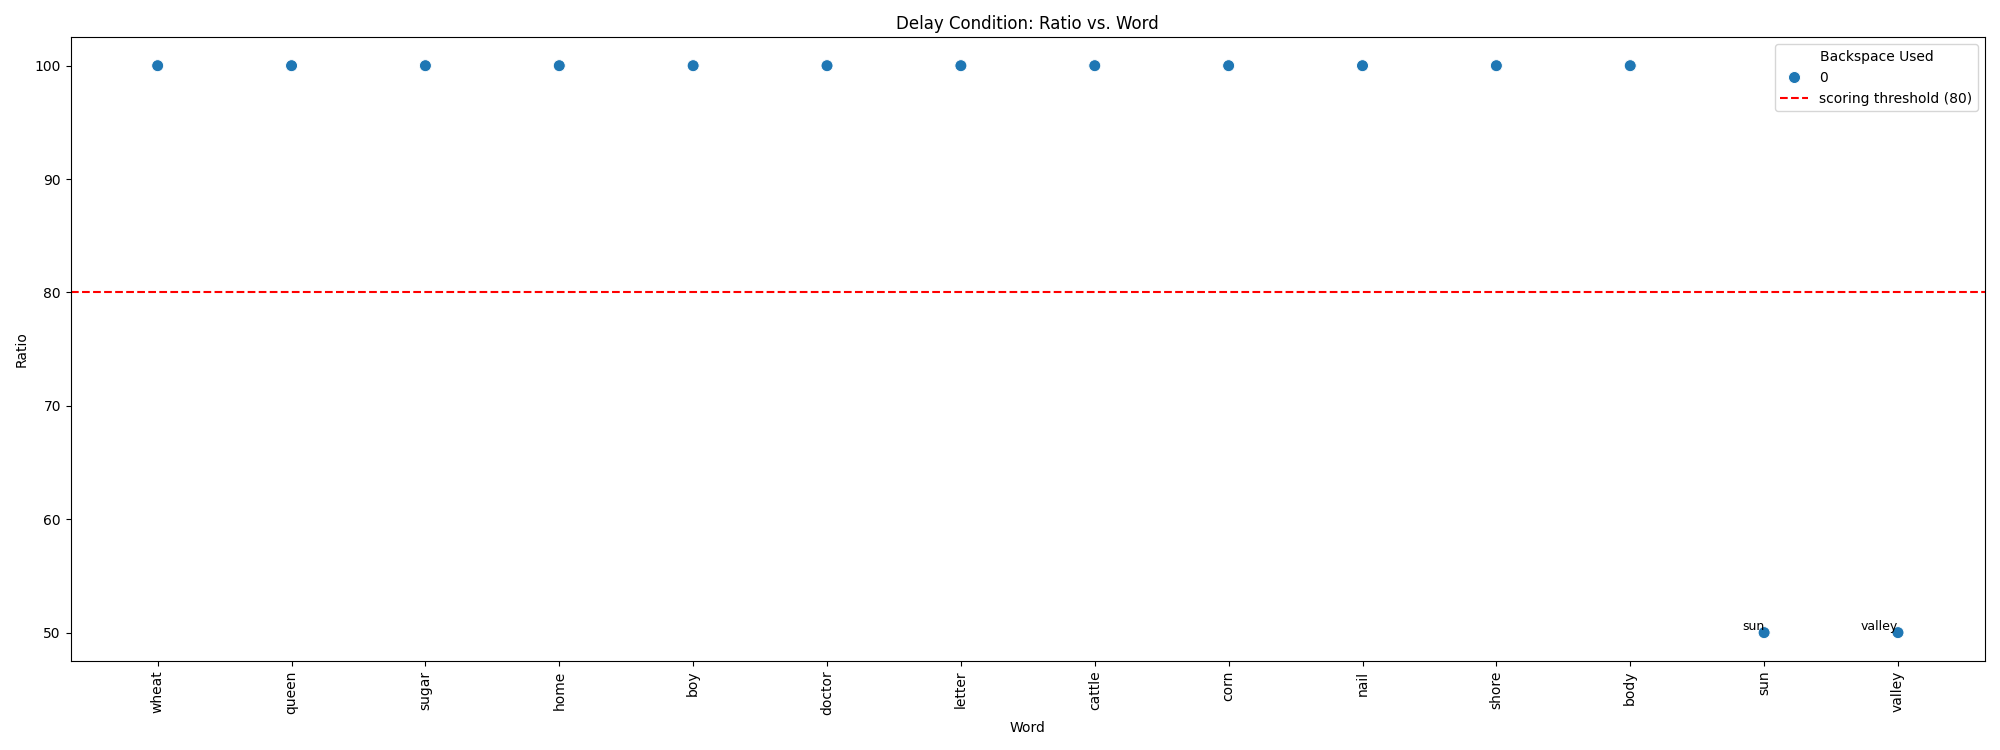 Delay Condition: Ratio vs. Word
Backspace Used
0
scoring threshold (80)
100
90
80
70
60
50
Ratio
sun
valley
wheat
queen
sugar
home
boy
doctor
letter
cattle
corn
nail
shore
body
sun
valley
Word